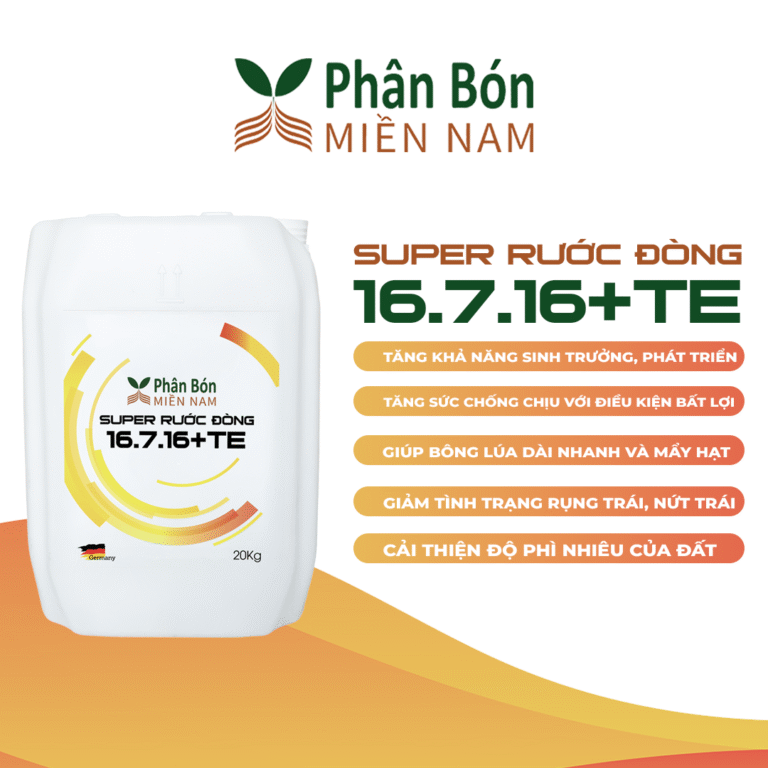 Phân Bón
MIỀN NAM
SUPER RƯỚC ĐÒNG
16.7.16+TE
TĂNG KHẢ NĂNG SINH TRƯỞNG, PHÁT TRIỂN
TĂNG SỨC CHỐNG CHỊU VỚI ĐIỀU KIỆN BẤT LỢI
GIÚP BÔNG LÚA DÀI NHANH VÀ MẨY HẠT
GIẢM TÌNH TRẠNG RỤNG TRÁI, NỨT TRÁI
CẢI THIỆN ĐỘ PHÌ NHIÊU CỦA ĐẤT
Phân Bón
MIỀN NAM
SUPER RƯỚC ĐÒNG
16.7.16+TE
Germany
20Kg